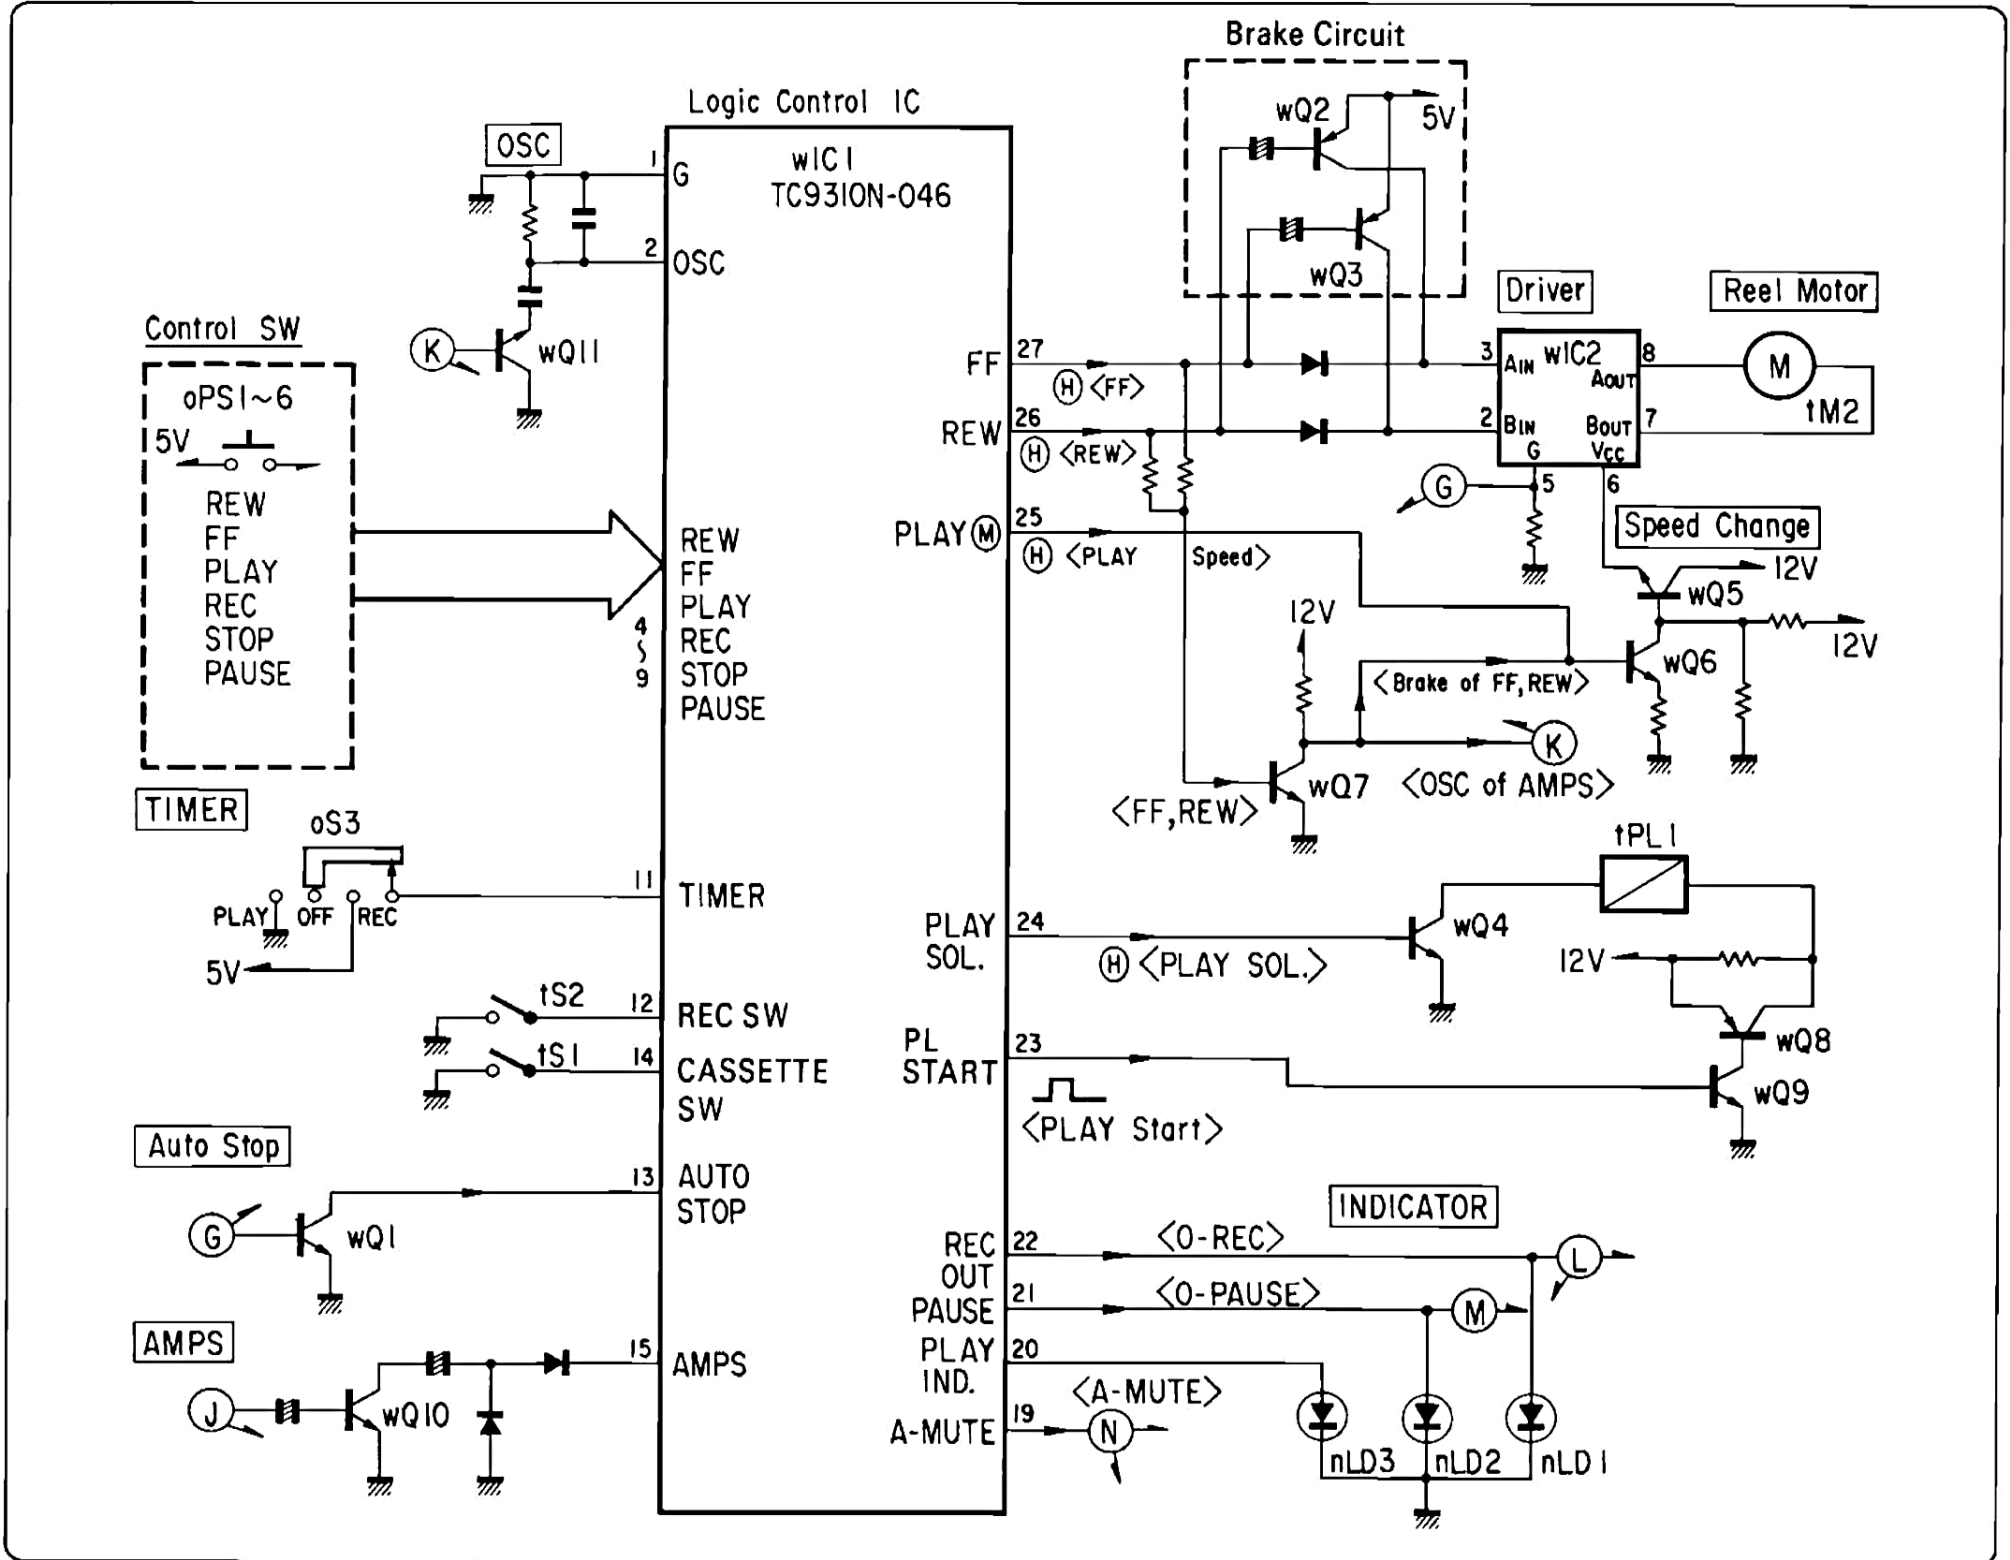 Brake Circuit
Logic Control IC
wIC1
TC9310N-046
OSC
1
G
2
OSC
K
wQ11
wQ2
5V
wQ3
Driver
Reel Motor
Control SW
oPS1~6
5V
REW
FF
PLAY
REC
STOP
PAUSE
REW
FF
PLAY
REC
STOP
PAUSE
4
9
FF
27
H <FF>
REW
26
H <REW>
PLAY M
25
H <PLAY Speed>
3
AIN
wIC2
8
AOUT
2
BIN
BOUT
7
G
VCC
5
6
M
tM2
G
Speed Change
12V
wQ5
12V
wQ6
12V
<Brake of FF,REW>
K
wQ7
<OSC of AMPS>
<FF,REW>
TIMER
oS3
PLAY
OFF
REC
5V
11
TIMER
tS2
12
REC SW
tS1
14
CASSETTE
SW
Auto Stop
G
wQ1
13
AUTO
STOP
AMPS
J
wQ10
15
AMPS
PLAY
SOL.
24
H <PLAY SOL.>
wQ4
tPL1
12V
wQ8
wQ9
PL
START
23
<PLAY Start>
INDICATOR
REC
OUT
22
<O-REC>
L
PAUSE
21
<O-PAUSE>
M
PLAY
IND.
20
<A-MUTE>
A-MUTE
19
N
nLD3
nLD2
nLD1